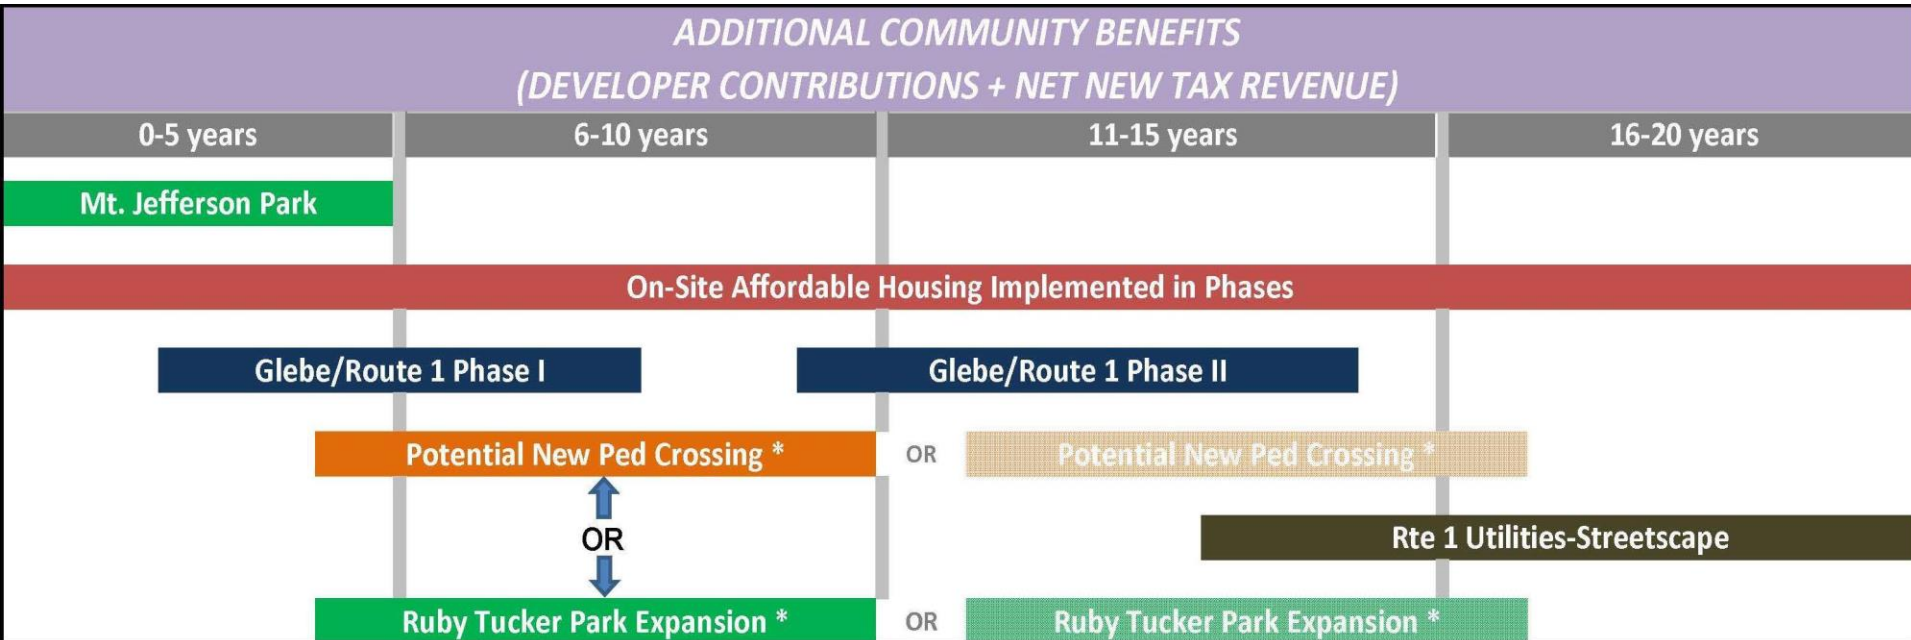 ADDITIONAL COMMUNITY BENEFITS
(DEVELOPER CONTRIBUTIONS + NET NEW TAX REVENUE)
0-5 years
6-10 years
11-15 years
16-20 years
Mt. Jefferson Park
On-Site Affordable Housing Implemented in Phases
Glebe/Route 1 Phase I
Glebe/Route 1 Phase II
Potential New Ped Crossing *
OR
Potential New Ped Crossing *
OR
Rte 1 Utilities-Streetscape
Ruby Tucker Park Expansion *
OR
Ruby Tucker Park Expansion *